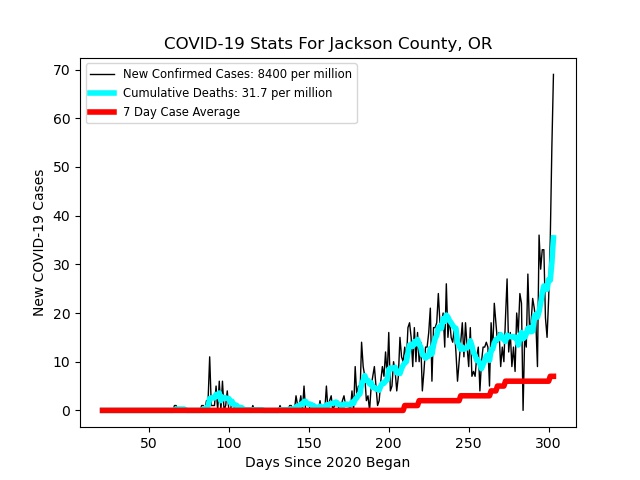 COVID-19 Stats For Jackson County, OR
New Confirmed Cases: 8400 per million
Cumulative Deaths: 31.7 per million
7 Day Case Average
New COVID-19 Cases
70
60
50
40
30
20
10
0
50 100 150 200 250 300
Days Since 2020 Began